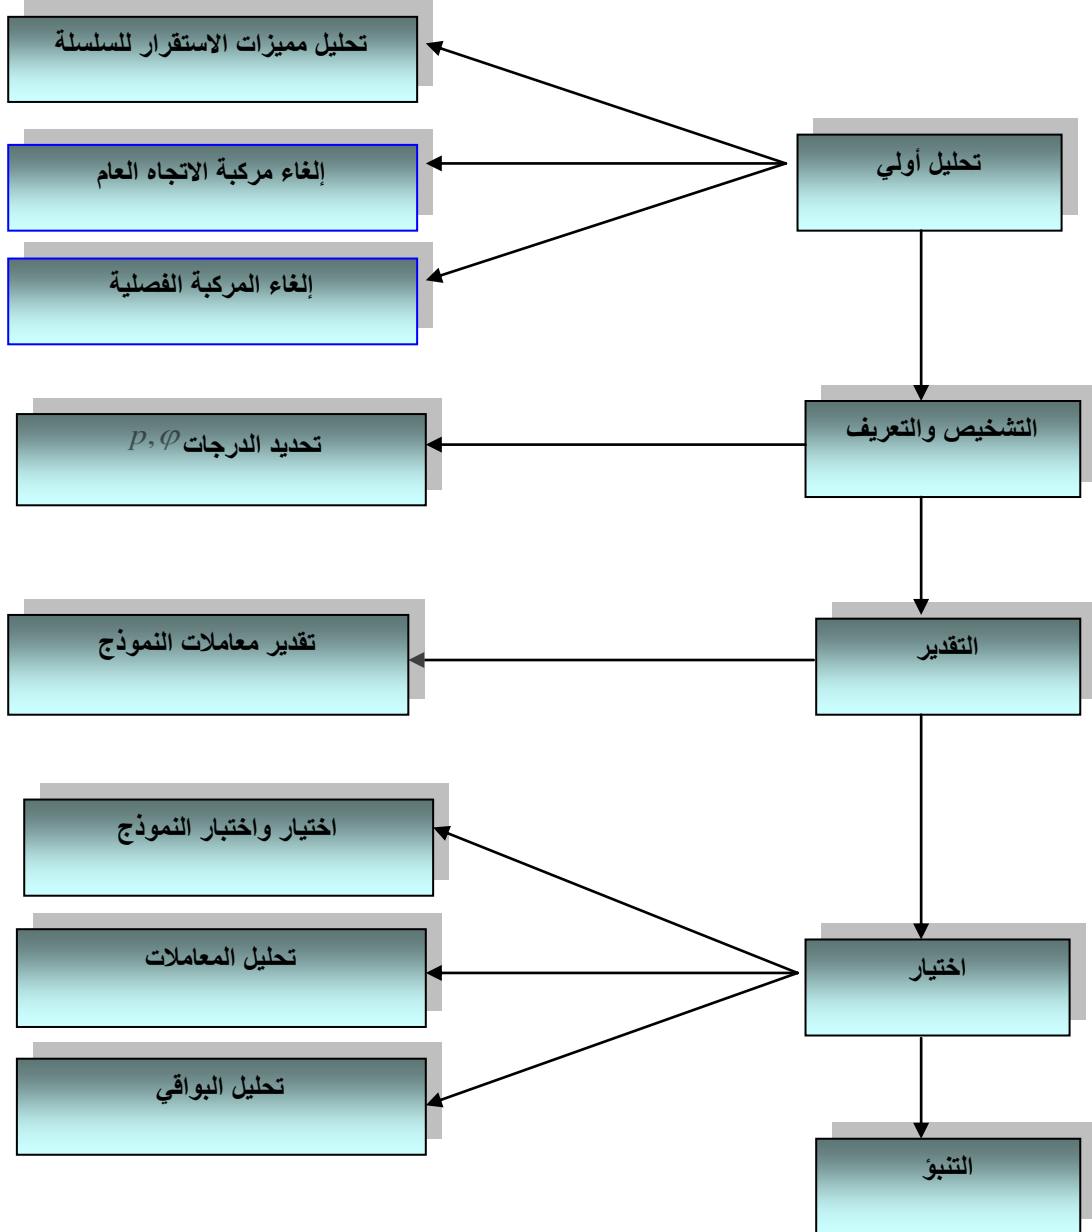 تحليل أولي
تحليل مميزات الاستقرار للسلسلة
إلغاء مركبة الاتجاه العام
إلغاء المركبة الفصلية
التشخيص والتعريف
تحديد الدرجات p,φ
التقدير
تقدير معاملات النموذج
اختيار
اختيار واختبار النموذج
تحليل المعاملات
تحليل البواقي
التنبؤ